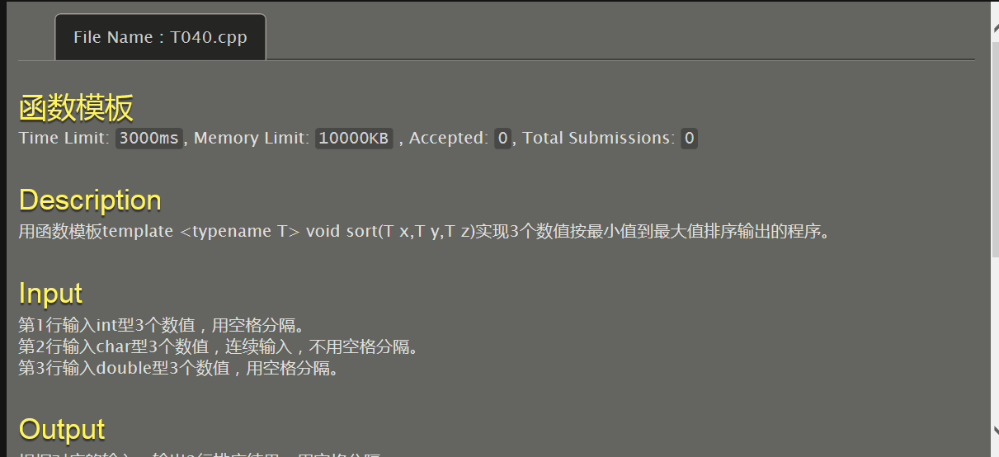 File Name : T040.cpp
函数模板
Time Limit: 3000ms, Memory Limit: 10000KB , Accepted: 0, Total Submissions: 0
Description
用函数模板template <typename T> void sort(T x,T y,T z)实现3个数值按最小值到最大值排序输出的程序。
Input
第1行输入int型3个数值，用空格分隔。
第2行输入char型3个数值，连续输入，不用空格分隔。
第3行输入double型3个数值，用空格分隔。
Output